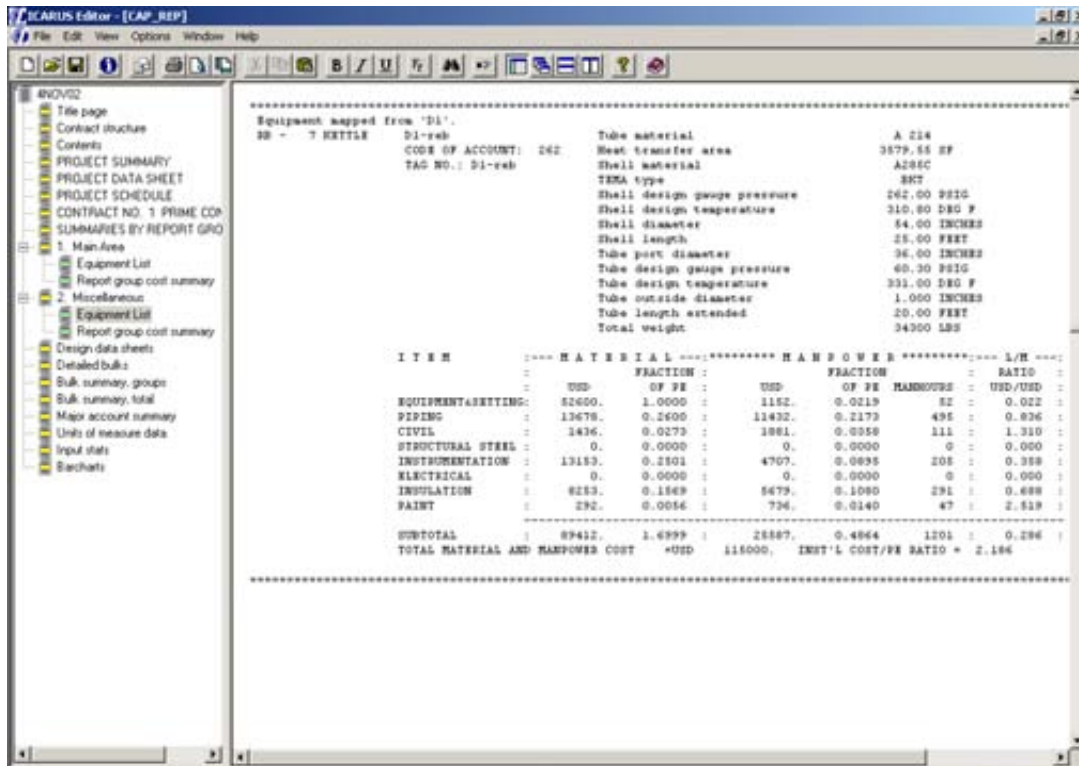 ICARUS Editor - [CAP_REP]
File Edit View Options Window Help
4NOV02
Title page
Contract structure
Contents
PROJECT SUMMARY
PROJECT DATA SHEET
PROJECT SCHEDULE
CONTRACT NO. 1 PRIME CON
SUMMARIES BY REPORT GRO
1. Main Area
Equipment List
Report group cost summary
2. Miscellaneous
Equipment List
Report group cost summary
Design data sheets
Detailed bulks
Bulk summary, groups
Bulk summary, total
Major account summary
Units of measure data
Input stats
Barcharts
Equipment mapped from 'D1'.
RB - 7 KETTLE D1-reb Tube material A 214
CODE OF ACCOUNT: 262 Heat transfer area 3579.55 SF
TAG NO.: D1-reb Shell material A285C
TEMA type BKT
Shell design gauge pressure 262.00 PSIG
Shell design temperature 310.80 DEG F
Shell diameter 54.00 INCHES
Shell length 25.00 FEET
Tube port diameter 36.00 INCHES
Tube design gauge pressure 60.30 PSIG
Tube design temperature 331.00 DEG F
Tube outside diameter 1.000 INCHES
Tube length extended 20.00 FEET
Total weight 34300 LBS
I T E M :--- M A T E R I A L ---:********* M A N P O W E R *********:--- L/M ---:
: FRACTION : FRACTION : RATIO :
: USD OF PE : USD OF PE MANHOURS : USD/USD :
EQUIPMENT&SETTING: 52600. 1.0000 : 1152. 0.0219 52 : 0.022 :
PIPING : 13678. 0.2600 : 11432. 0.2173 495 : 0.836 :
CIVIL : 1436. 0.0273 : 1881. 0.0358 111 : 1.310 :
STRUCTURAL STEEL : 0. 0.0000 : 0. 0.0000 0 : 0.000 :
INSTRUMENTATION : 13153. 0.2501 : 4707. 0.0895 205 : 0.358 :
ELECTRICAL : 0. 0.0000 : 0. 0.0000 0 : 0.000 :
INSULATION : 8253. 0.1569 : 5679. 0.1080 291 : 0.688 :
PAINT : 292. 0.0056 : 736. 0.0140 47 : 2.519 :
SUBTOTAL : 89412. 1.6999 : 25587. 0.4864 1201 : 0.286 :
TOTAL MATERIAL AND MANPOWER COST =USD 115000. INST'L COST/PE RATIO = 2.186